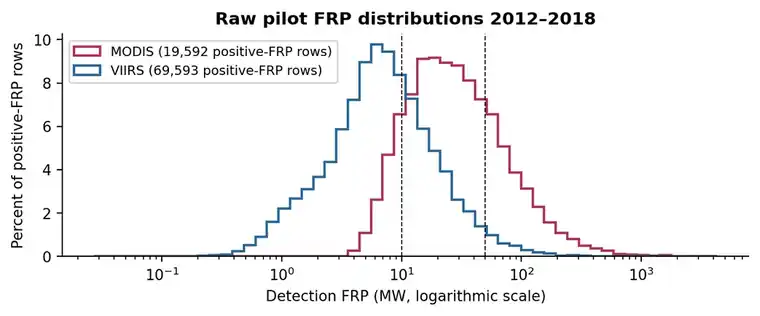 Raw pilot FRP distributions 2012–2018
Percent of positive-FRP rows
10
8
6
4
2
0
MODIS (19,592 positive-FRP rows)
VIIRS (69,593 positive-FRP rows)
10⁻¹
10⁰
10¹
10²
10³
Detection FRP (MW, logarithmic scale)